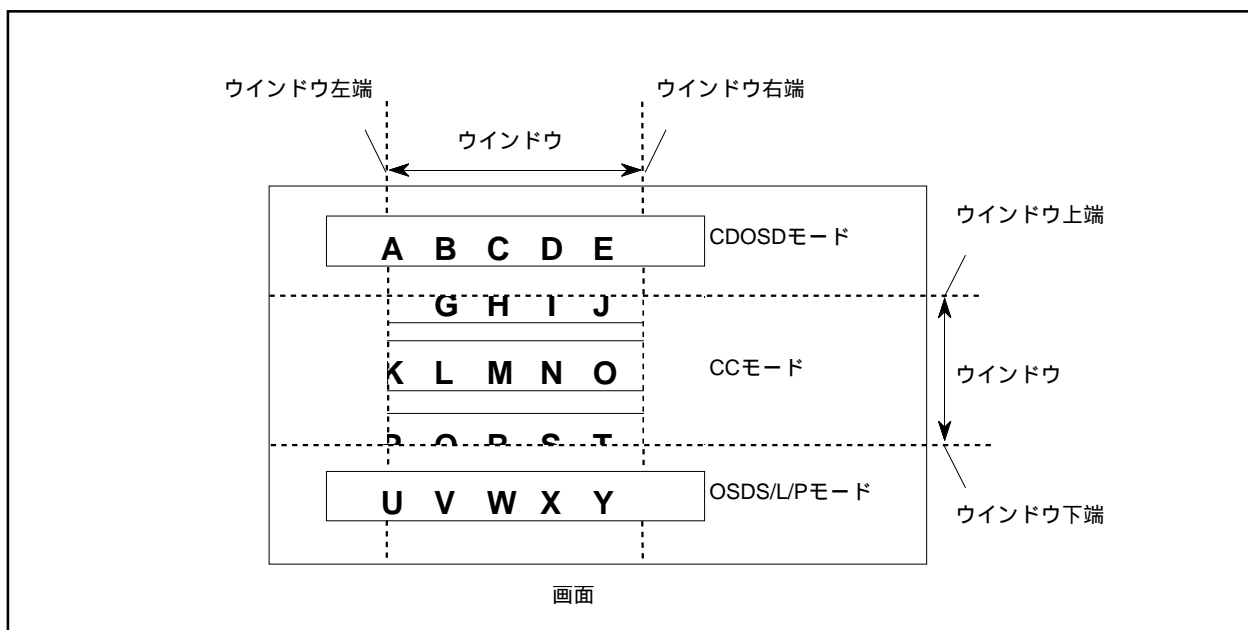 ウインドウ左端
ウインドウ右端
ウインドウ
ウインドウ上端
A B C D E
CDOSDモード
G H I J
K L M N O
CCモード
ウインドウ
P Q R S T
U V W X Y
OSDS/L/Pモード
ウインドウ下端
画面